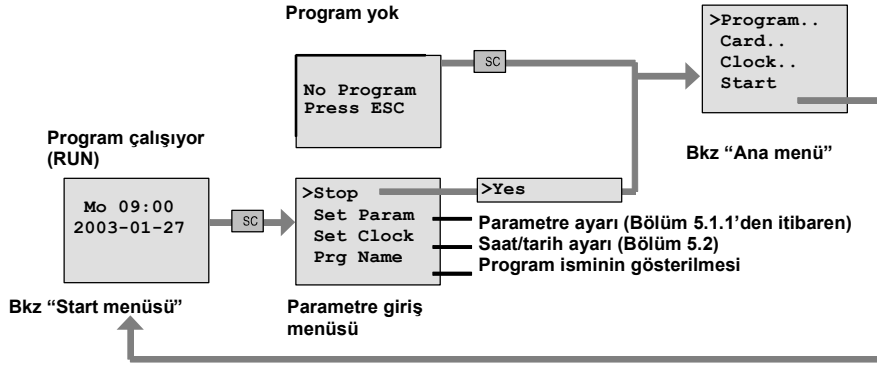 Program yok
No Program
Press ESC
SC
>Program..
Card..
Clock..
Start
Bkz “Ana menü”
Program çalışıyor
(RUN)
Mo 09:00
2003-01-27
SC
>Stop
Set Param
Set Clock
Prg Name
>Yes
Parametre ayarı (Bölüm 5.1.1’den itibaren)
Saat/tarih ayarı (Bölüm 5.2)
Program isminin gösterilmesi
Bkz “Start menüsü”
Parametre giriş
menüsü